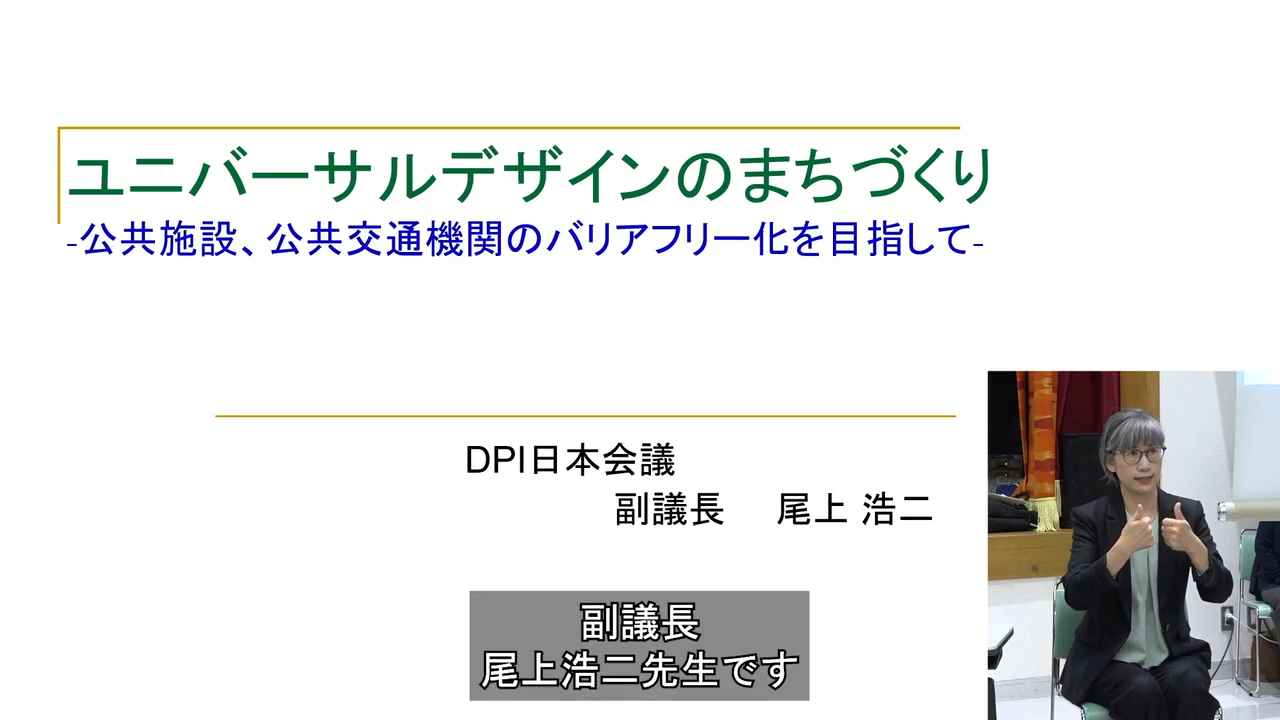 ユニバーサルデザインのまちづくり
-公共施設、公共交通機関のバリアフリー化を目指して-
DPI日本会議
副議長　尾上 浩二
副議長
尾上浩二先生です